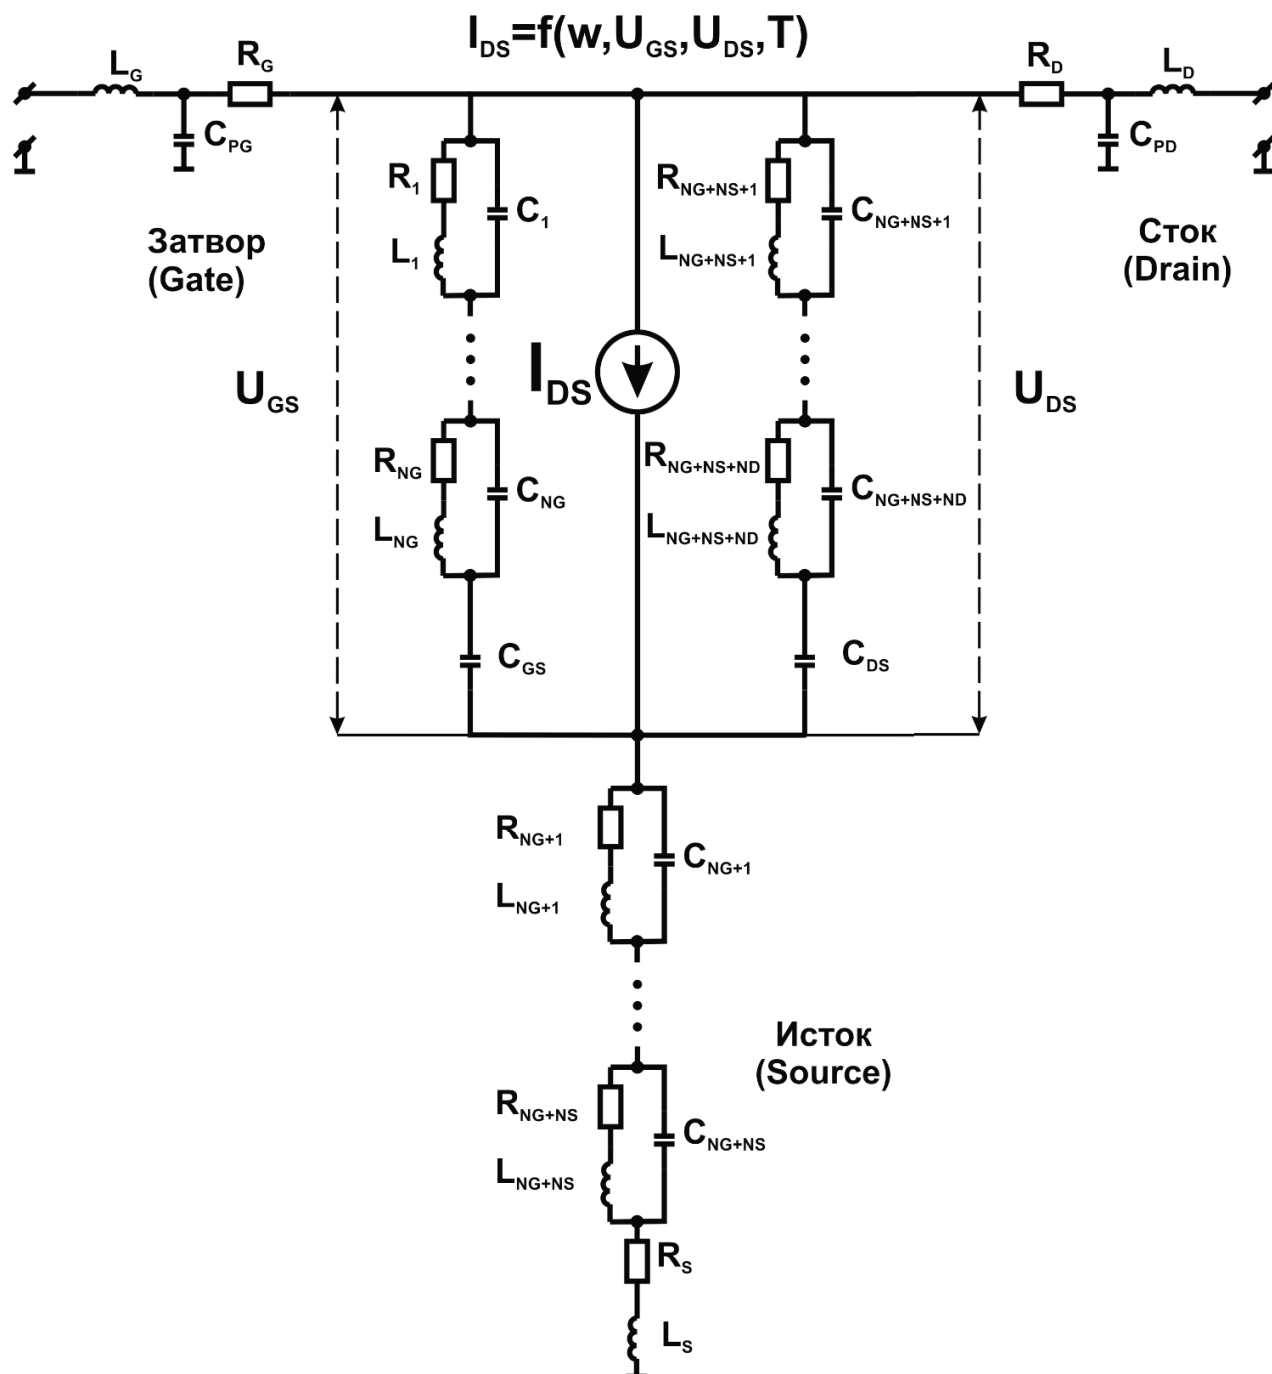 I_DS=f(w,U_GS,U_DS,T)
L_G
R_G
R_D
L_D
C_PG
C_PD
R_1
C_1
L_1
R_NG+NS+1
C_NG+NS+1
L_NG+NS+1
Затвор
(Gate)
Сток
(Drain)
U_GS
I_DS
U_DS
R_NG
C_NG
L_NG
R_NG+NS+ND
C_NG+NS+ND
L_NG+NS+ND
C_GS
C_DS
R_NG+1
C_NG+1
L_NG+1
Исток
(Source)
R_NG+NS
C_NG+NS
L_NG+NS
R_S
L_S